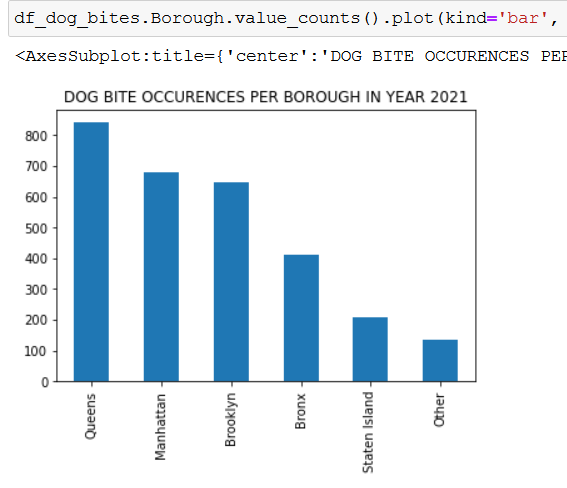 df_dog_bites.Borough.value_counts().plot(kind='bar',
<AxesSubplot:title={'center':'DOG BITE OCCURENCES PER
DOG BITE OCCURENCES PER BOROUGH IN YEAR 2021
800
700
600
500
400
300
200
100
0
Queens
Manhattan
Brooklyn
Bronx
Staten Island
Other